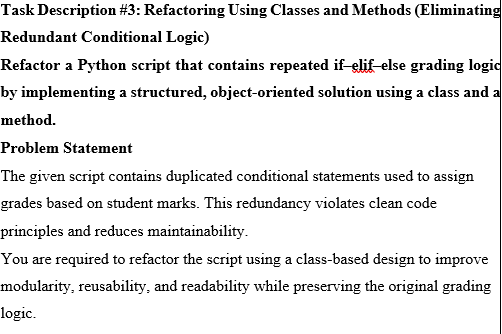 Task Description #3: Refactoring Using Classes and Methods (Eliminating
Redundant Conditional Logic)
Refactor a Python script that contains repeated if–elif–else grading logic
by implementing a structured, object-oriented solution using a class and a
method.
Problem Statement
The given script contains duplicated conditional statements used to assign
grades based on student marks. This redundancy violates clean code
principles and reduces maintainability.
You are required to refactor the script using a class-based design to improve
modularity, reusability, and readability while preserving the original grading
logic.